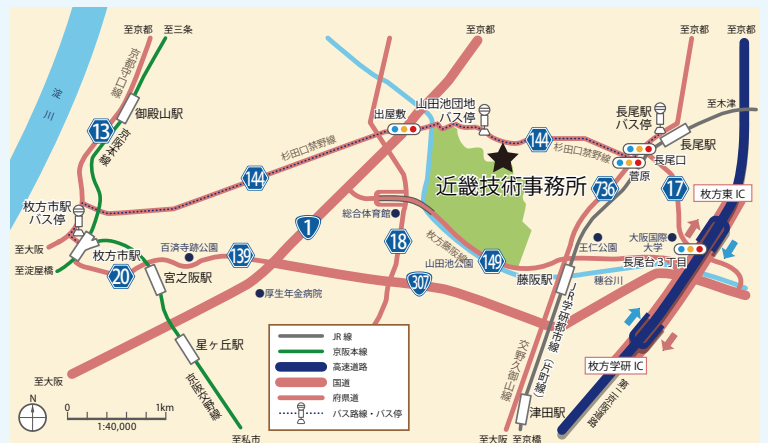 至京都
至三条
至京都
至京都
至京都
淀川
京都守口線
御殿山駅
13
京阪本線
出屋敷
山田池団地
バス停
長尾駅
バス停
至木津
長尾駅
144
杉田口禁野線
144
杉田口禁野線
長尾口
菅原
近畿技術事務所
736
17
枚方東 IC
枚方市駅
バス停
総合体育館
1
18
枚方藤阪線
山田池公園
149
王仁公園
大阪国際
大学
長尾台3丁目
至大阪
至淀屋橋
枚方市駅
百済寺跡公園
139
20
宮之阪駅
厚生年金病院
307
藤阪駅
穂谷川
星ヶ丘駅
JR学研都市線（片町線）
交野久御山線
枚方学研 IC
第二京阪道路
至大阪
京阪交野線
津田駅
N
0 1km
1:40,000
至私市
至大阪
至京橋
JR 線
京阪本線
高速道路
国道
府県道
バス路線・バス停